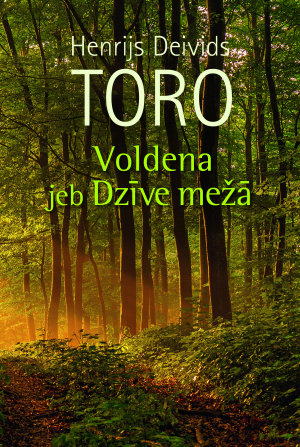 Henrijs Deivids
TORO
Voldena
jeb Dzīve mežā